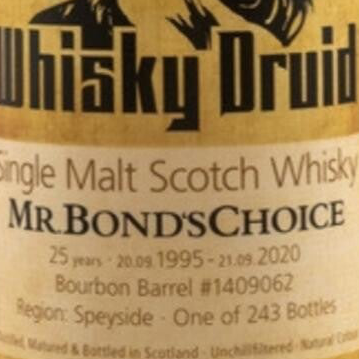 Whisky Druid
Single Malt Scotch Whisky
MR.BOND'SCHOICE
25 years · 20.09.1995 - 21.09.2020
Bourbon Barrel #1409062
Region: Speyside · One of 243 Bottles
Matured & Bottled in Scotland · Unchillfiltered · Natural